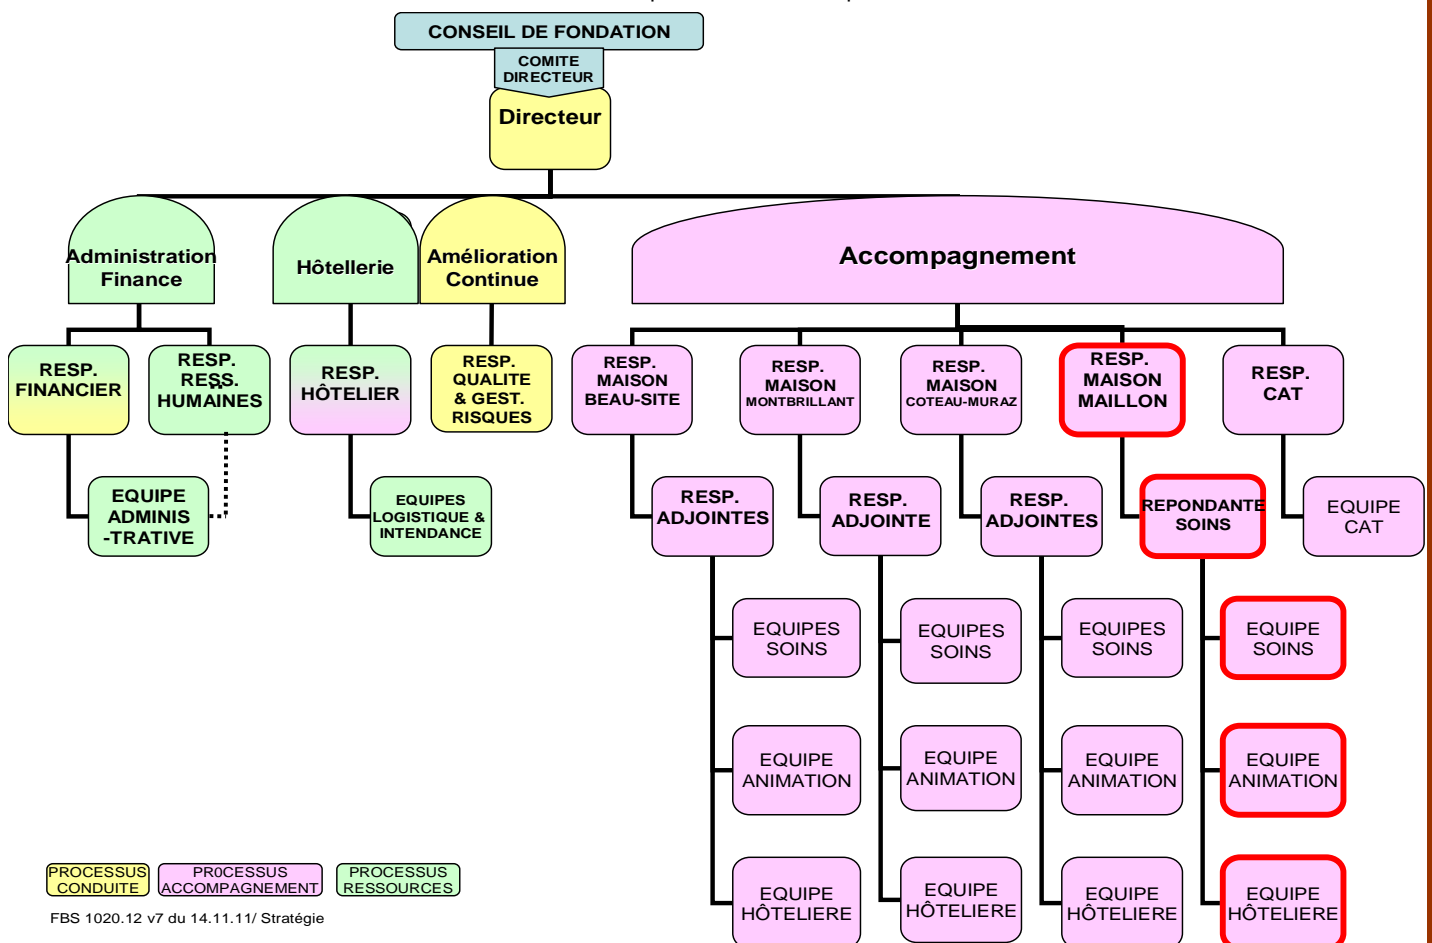 CONSEIL DE FONDATION
COMITE
DIRECTEUR
Directeur
Administration
Finance
Hôtellerie
Amélioration
Continue
Accompagnement
RESP.
FINANCIER
RESP.
RESS.
HUMAINES
RESP.
HÔTELIER
RESP.
QUALITE
& GEST.
RISQUES
RESP.
MAISON
BEAU-SITE
RESP.
MAISON
MONTBRILLANT
RESP.
MAISON
COTEAU-MURAZ
RESP.
MAISON
MAILLON
RESP.
CAT
EQUIPE
ADMINIS
-TRATIVE
EQUIPES
LOGISTIQUE &
INTENDANCE
RESP.
ADJOINTES
RESP.
ADJOINTE
RESP.
ADJOINTES
REPONDANTE
SOINS
EQUIPE
CAT
EQUIPES
SOINS
EQUIPES
SOINS
EQUIPES
SOINS
EQUIPE
SOINS
EQUIPE
ANIMATION
EQUIPE
ANIMATION
EQUIPE
ANIMATION
EQUIPE
ANIMATION
EQUIPE
HÔTELIERE
EQUIPE
HÔTELIERE
EQUIPE
HÔTELIERE
EQUIPE
HÔTELIERE
PROCESSUS
CONDUITE
PR0CESSUS
ACCOMPAGNEMENT
PROCESSUS
RESSOURCES
FBS 1020.12 v7 du 14.11.11/ Stratégie